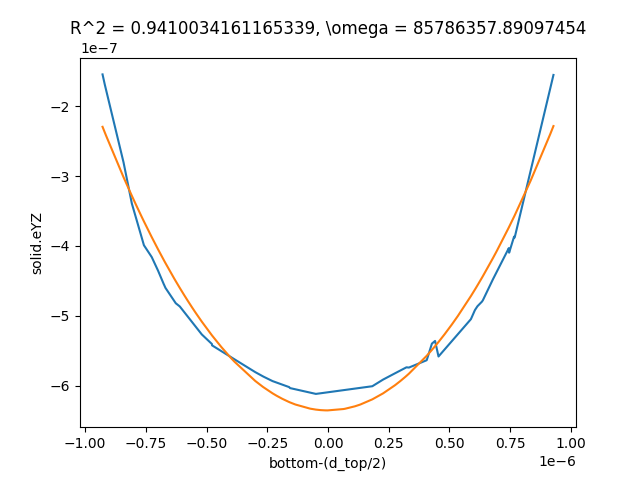 R^2 = 0.9410034161165339, \omega = 85786357.89097454
1e−7
−2
−3
−4
−5
−6
solid.eYZ
−1.00 −0.75 −0.50 −0.25 0.00 0.25 0.50 0.75 1.00
bottom-(d_top/2)
1e−6